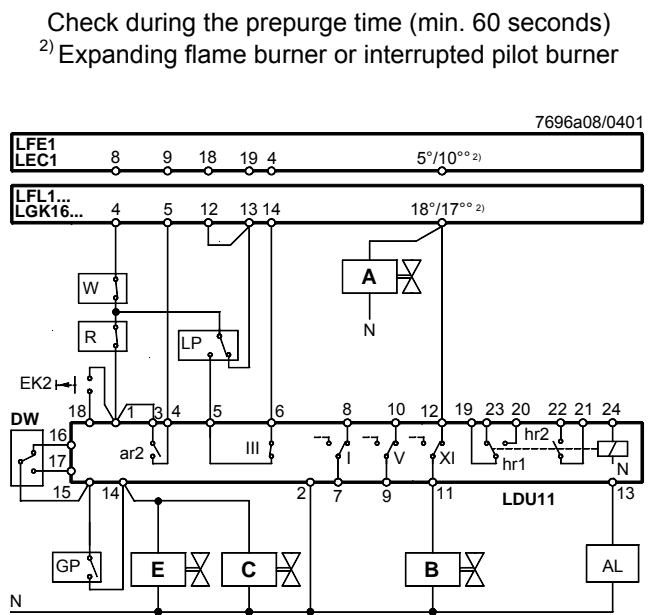 Check during the prepurge time (min. 60 seconds)
2) Expanding flame burner or interrupted pilot burner
7696a08/0401
LFE1
LEC1
8 9 18 19 4 5°/10°° 2)
LFL1...
LGK16...
4 5 12 13 14 18°/17°° 2)
W
A
R
LP
N
EK2
18 1 3 4 5 6 8 10 12 19 23 20 22 21 24
DW
16
hr2
ar2 III I V XI
hr1
N
17
15 14 2 7 9 11 LDU11 13
GP E C B AL
N